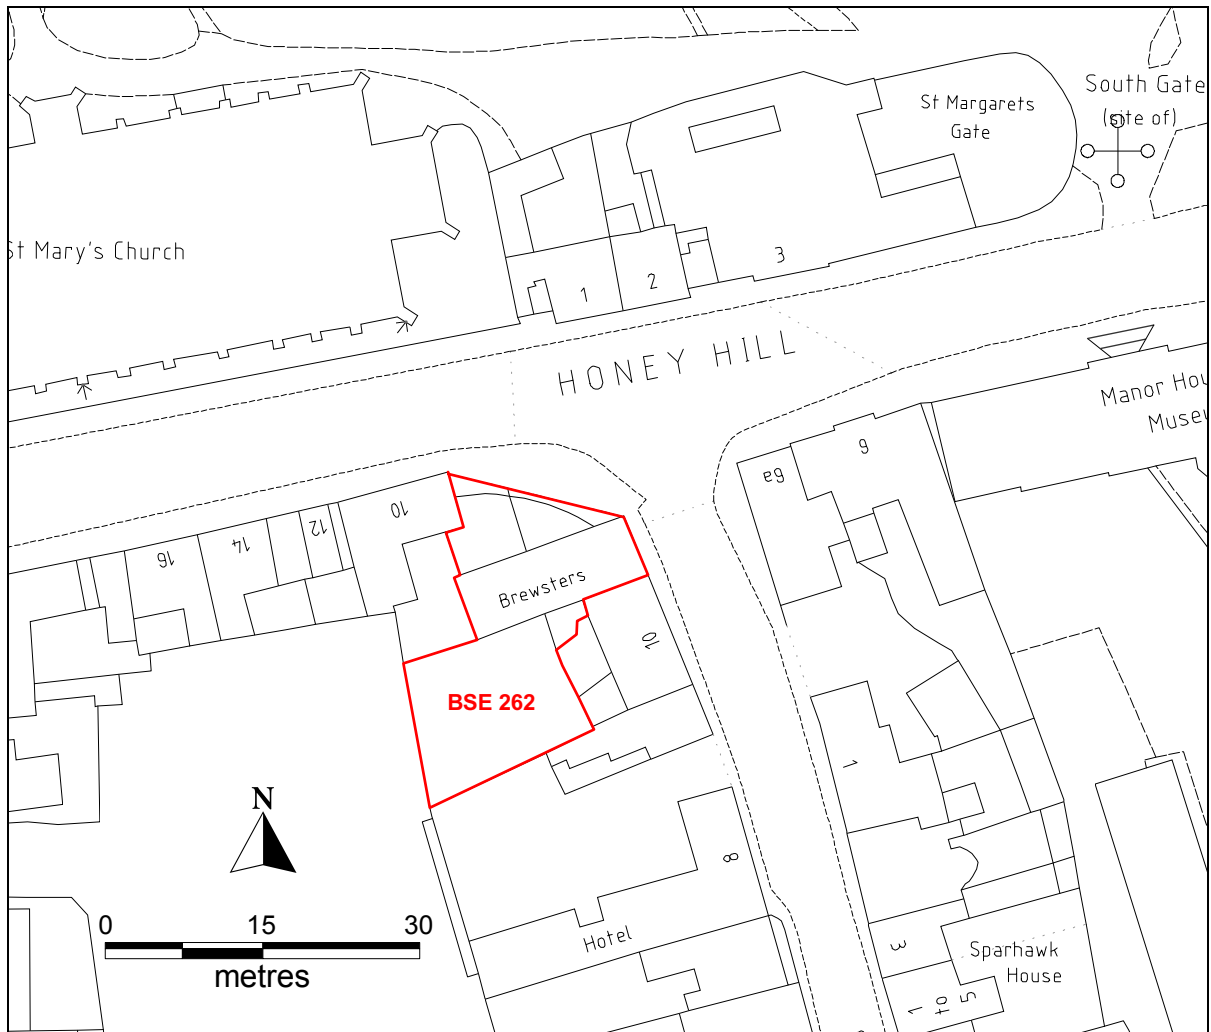 South Gate
(site of)
St Margarets
Gate
St Mary's Church
1
2
3
HONEY HILL
Manor Hou
Museu
6
6a
10
12
14
16
Brewsters
10
BSE 262
1
8
N
0 15 30
metres
Hotel
3
Sparhawk
House
1
to
5